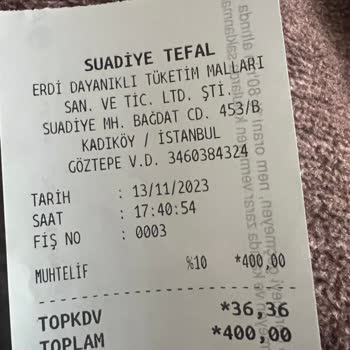 SUADİYE TEFAL
ERDİ DAYANIKLI TÜKETİM MALLARI
SAN. VE TİC. LTD. ŞTİ.
SUADİYE MH. BAĞDAT CD. 453/B
KADIKÖY / İSTANBUL
GÖZTEPE V.D. 3460384324
TARİH : 13/11/2023
SAAT : 17:40:54
FİŞ NO : 0003
MUHTELİF %10 *400,00
TOPKDV *36,36
TOPLAM *400,00